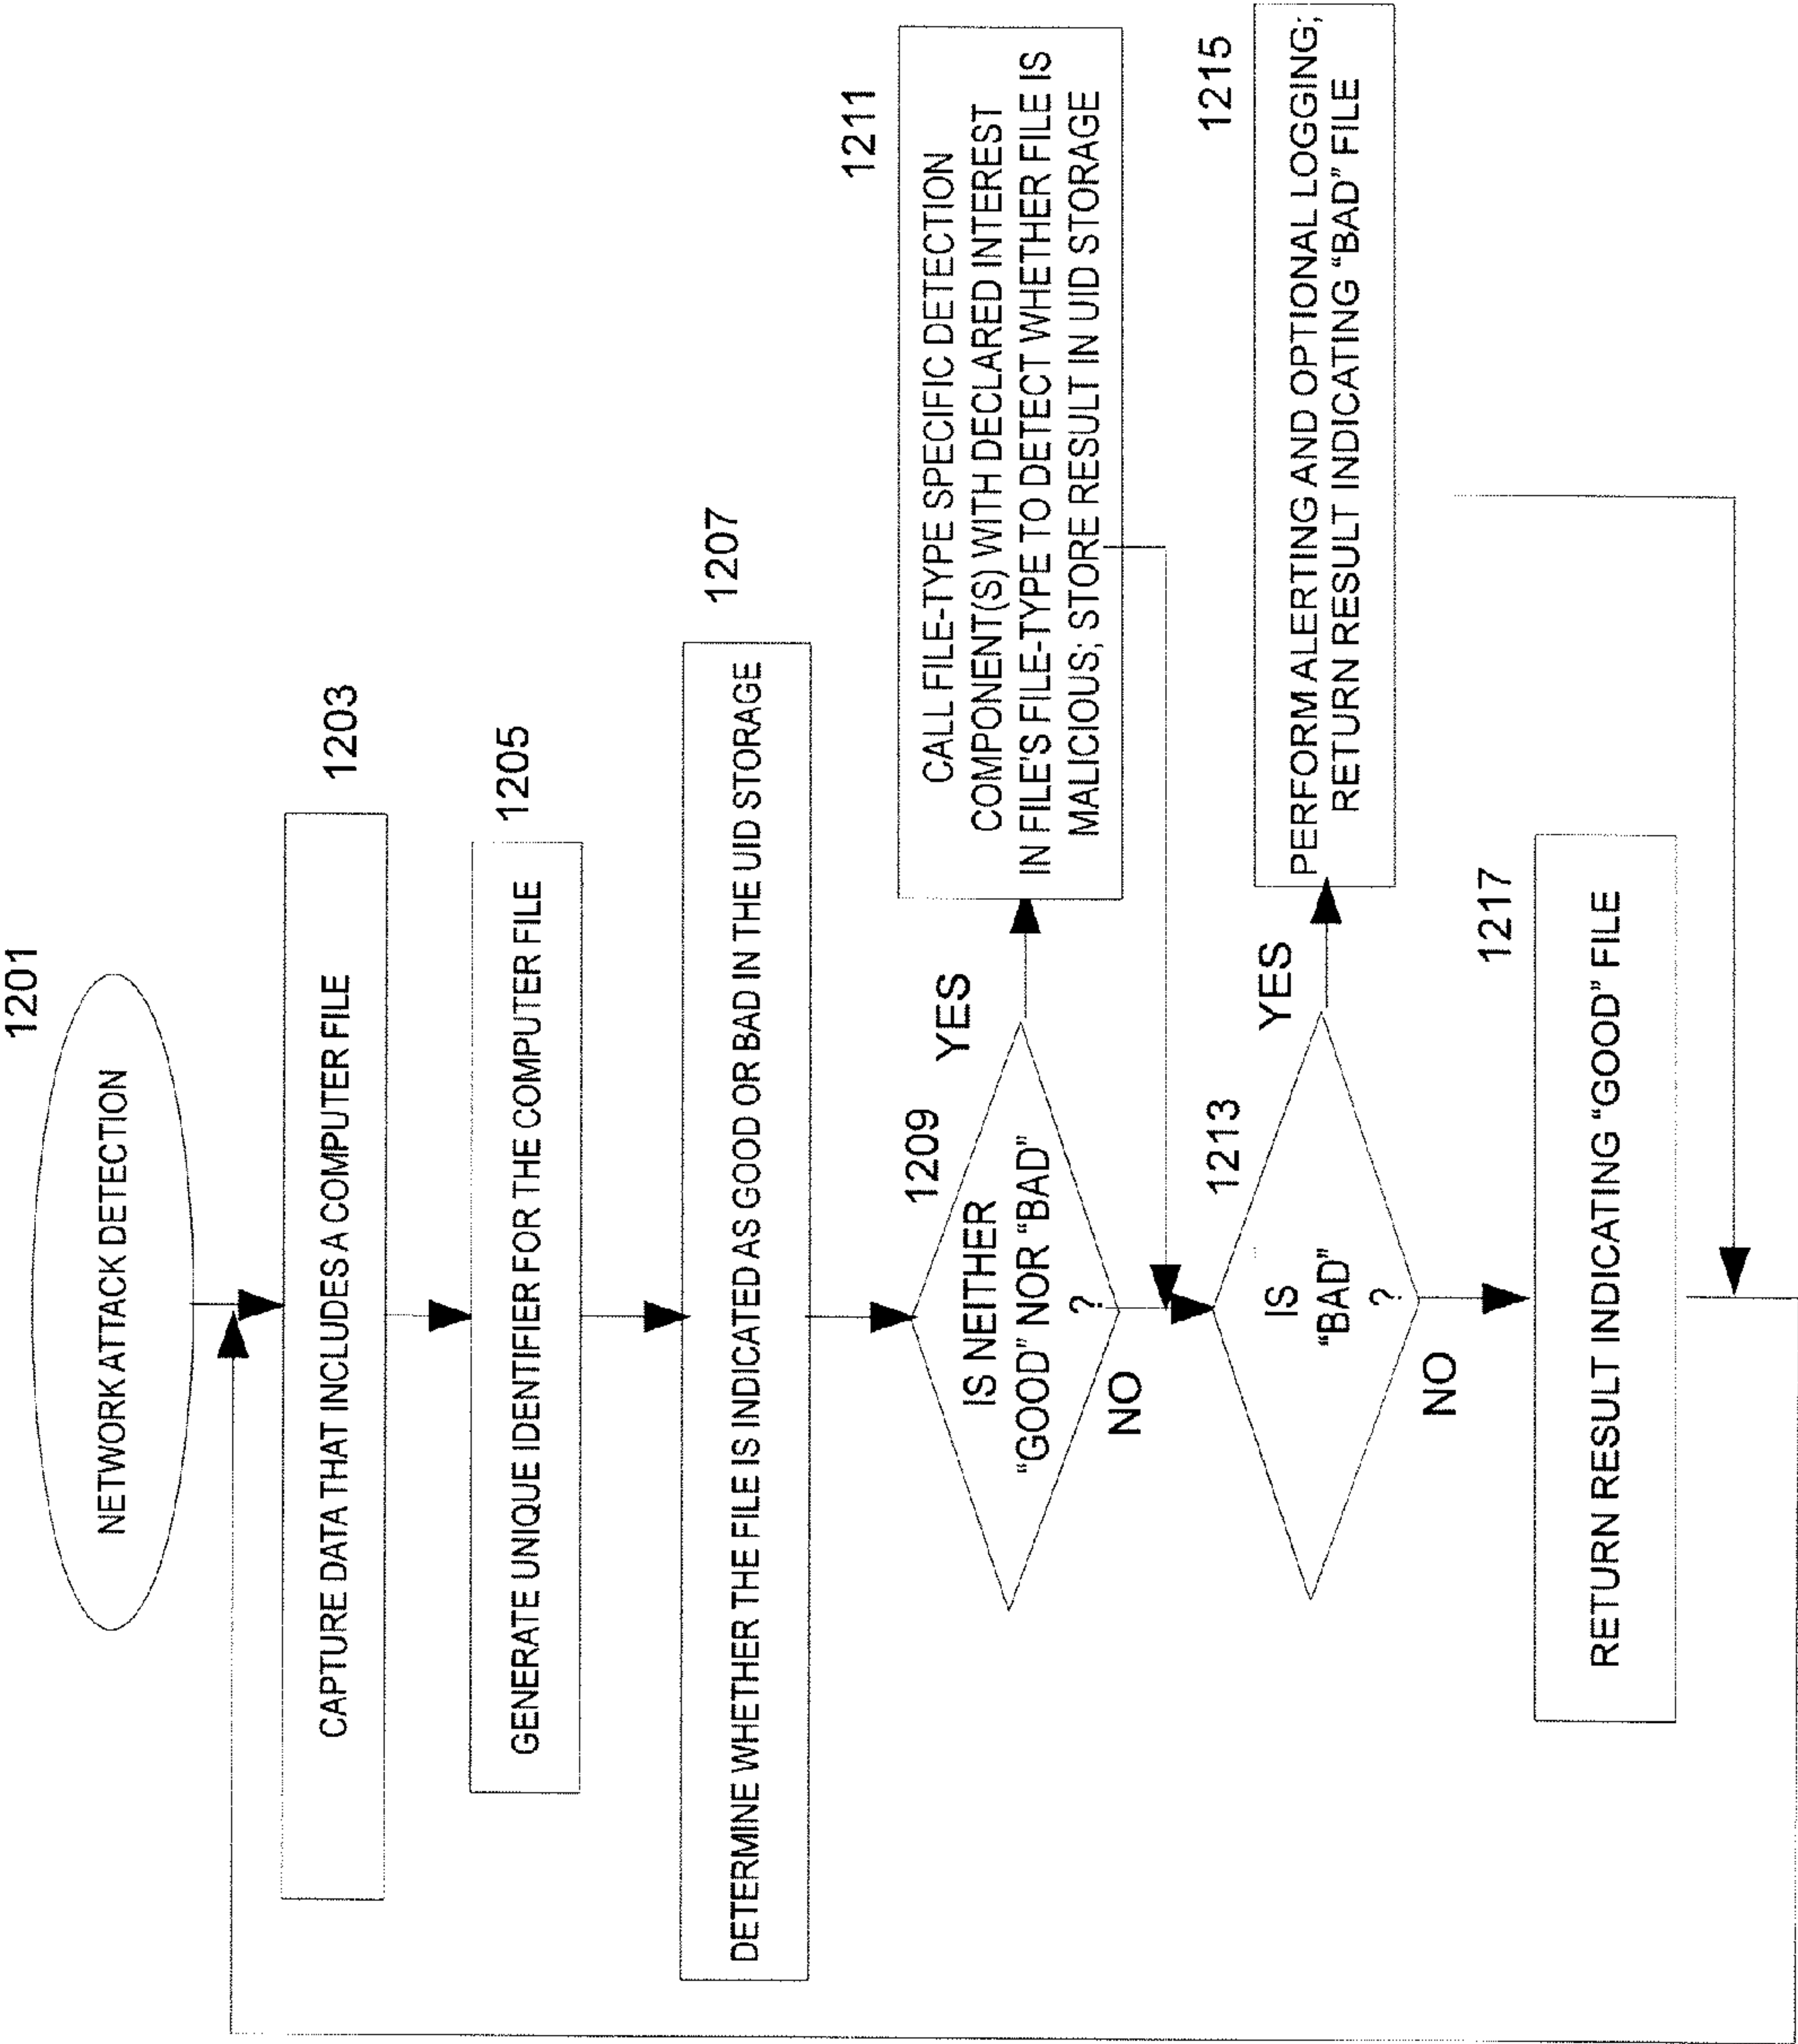 1201
NETWORK ATTACK DETECTION
1203
CAPTURE DATA THAT INCLUDES A COMPUTER FILE
1205
GENERATE UNIQUE IDENTIFIER FOR THE COMPUTER FILE
1207
DETERMINE WHETHER THE FILE IS INDICATED AS GOOD OR BAD IN THE UID STORAGE
1209
IS NEITHER
“GOOD” NOR “BAD”
?
YES
NO
1211
CALL FILE-TYPE SPECIFIC DETECTION
COMPONENT(S) WITH DECLARED INTEREST
IN FILE'S FILE-TYPE TO DETECT WHETHER FILE IS
MALICIOUS; STORE RESULT IN UID STORAGE
1213
IS
“BAD”
?
YES
NO
1215
PERFORM ALERTING AND OPTIONAL LOGGING;
RETURN RESULT INDICATING “BAD” FILE
1217
RETURN RESULT INDICATING “GOOD” FILE